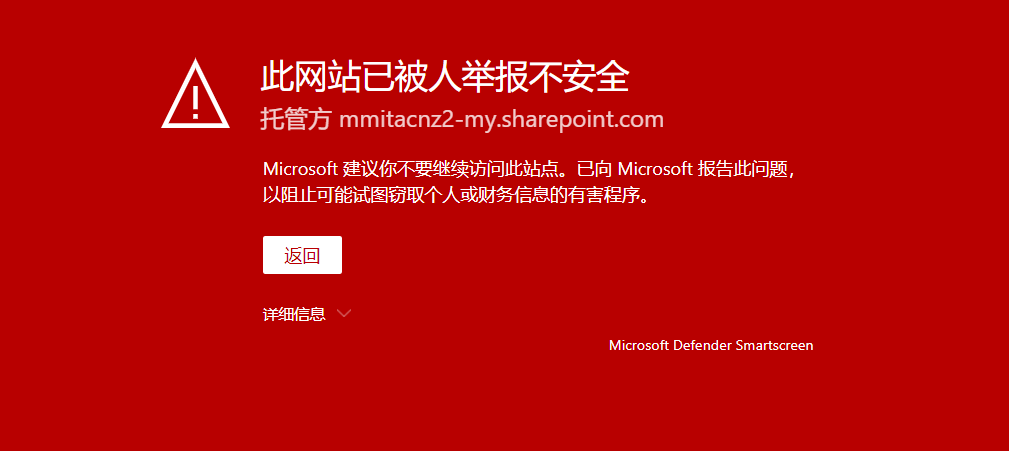 此网站已被人举报不安全
托管方 mmitacnz2-my.sharepoint.com
Microsoft 建议你不要继续访问此站点。已向 Microsoft 报告此问题，
以阻止可能试图窃取个人或财务信息的有害程序。
返回
详细信息
Microsoft Defender Smartscreen